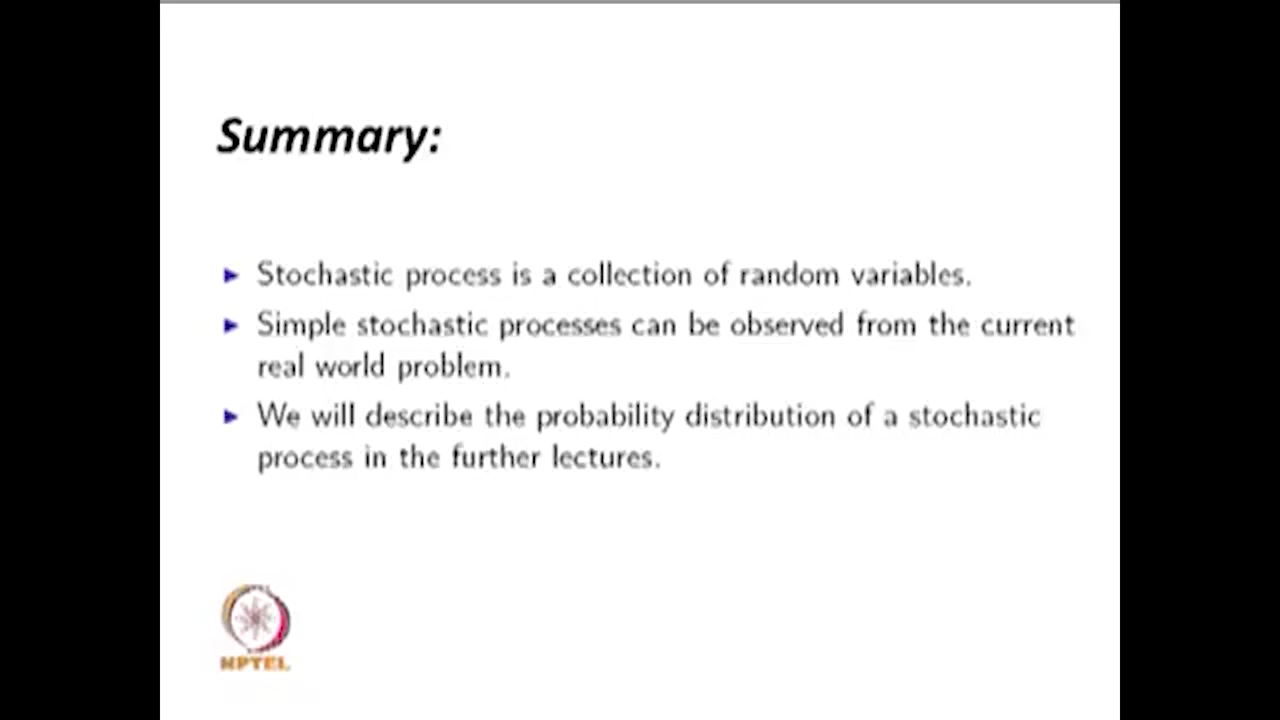 Summary:
Stochastic process is a collection of random variables.
Simple stochastic processes can be observed from the current
real world problem.
We will describe the probability distribution of a stochastic
process in the further lectures.
NPTEL